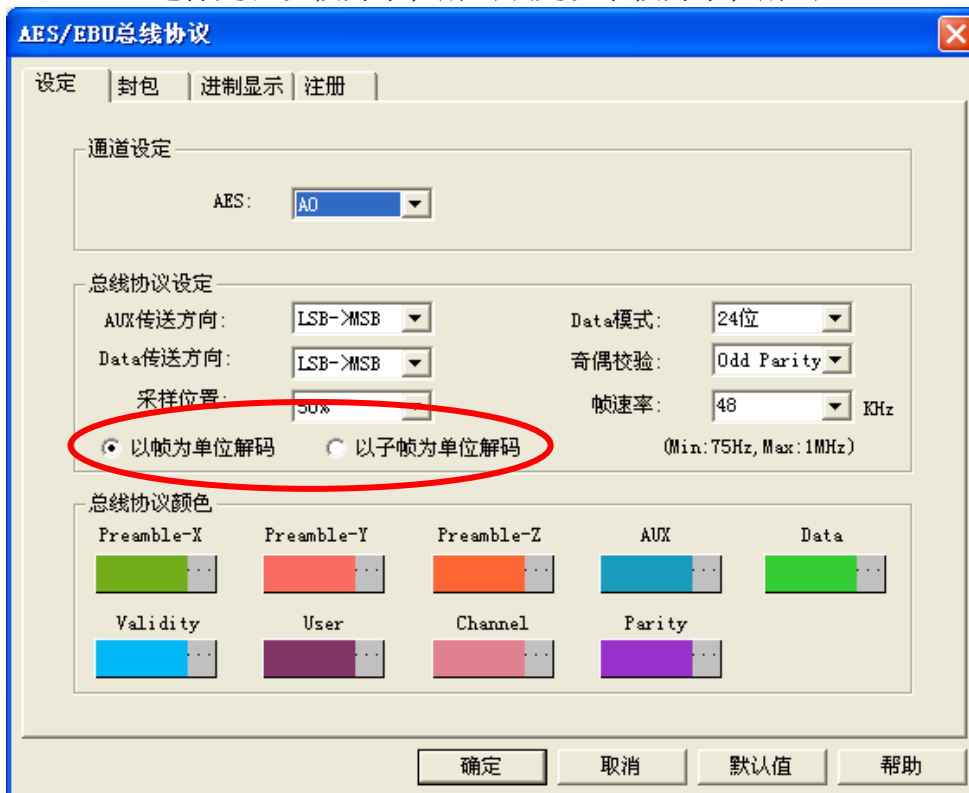 AES/EBU总线协议
设定 封包 进制显示 注册
通道设定
AES: A0
总线协议设定
AUX传送方向: LSB->MSB Data模式: 24位
Data传送方向: LSB->MSB 奇偶校验: Odd Parity
采样位置: 50% 帧速率: 48 KHz
以帧为单位解码 以子帧为单位解码 (Min:75Hz,Max:1MHz)
总线协议颜色
Preamble-X Preamble-Y Preamble-Z AUX Data
... ... ... ... ...
Validity User Channel Parity
... ... ... ...
确定 取消 默认值 帮助